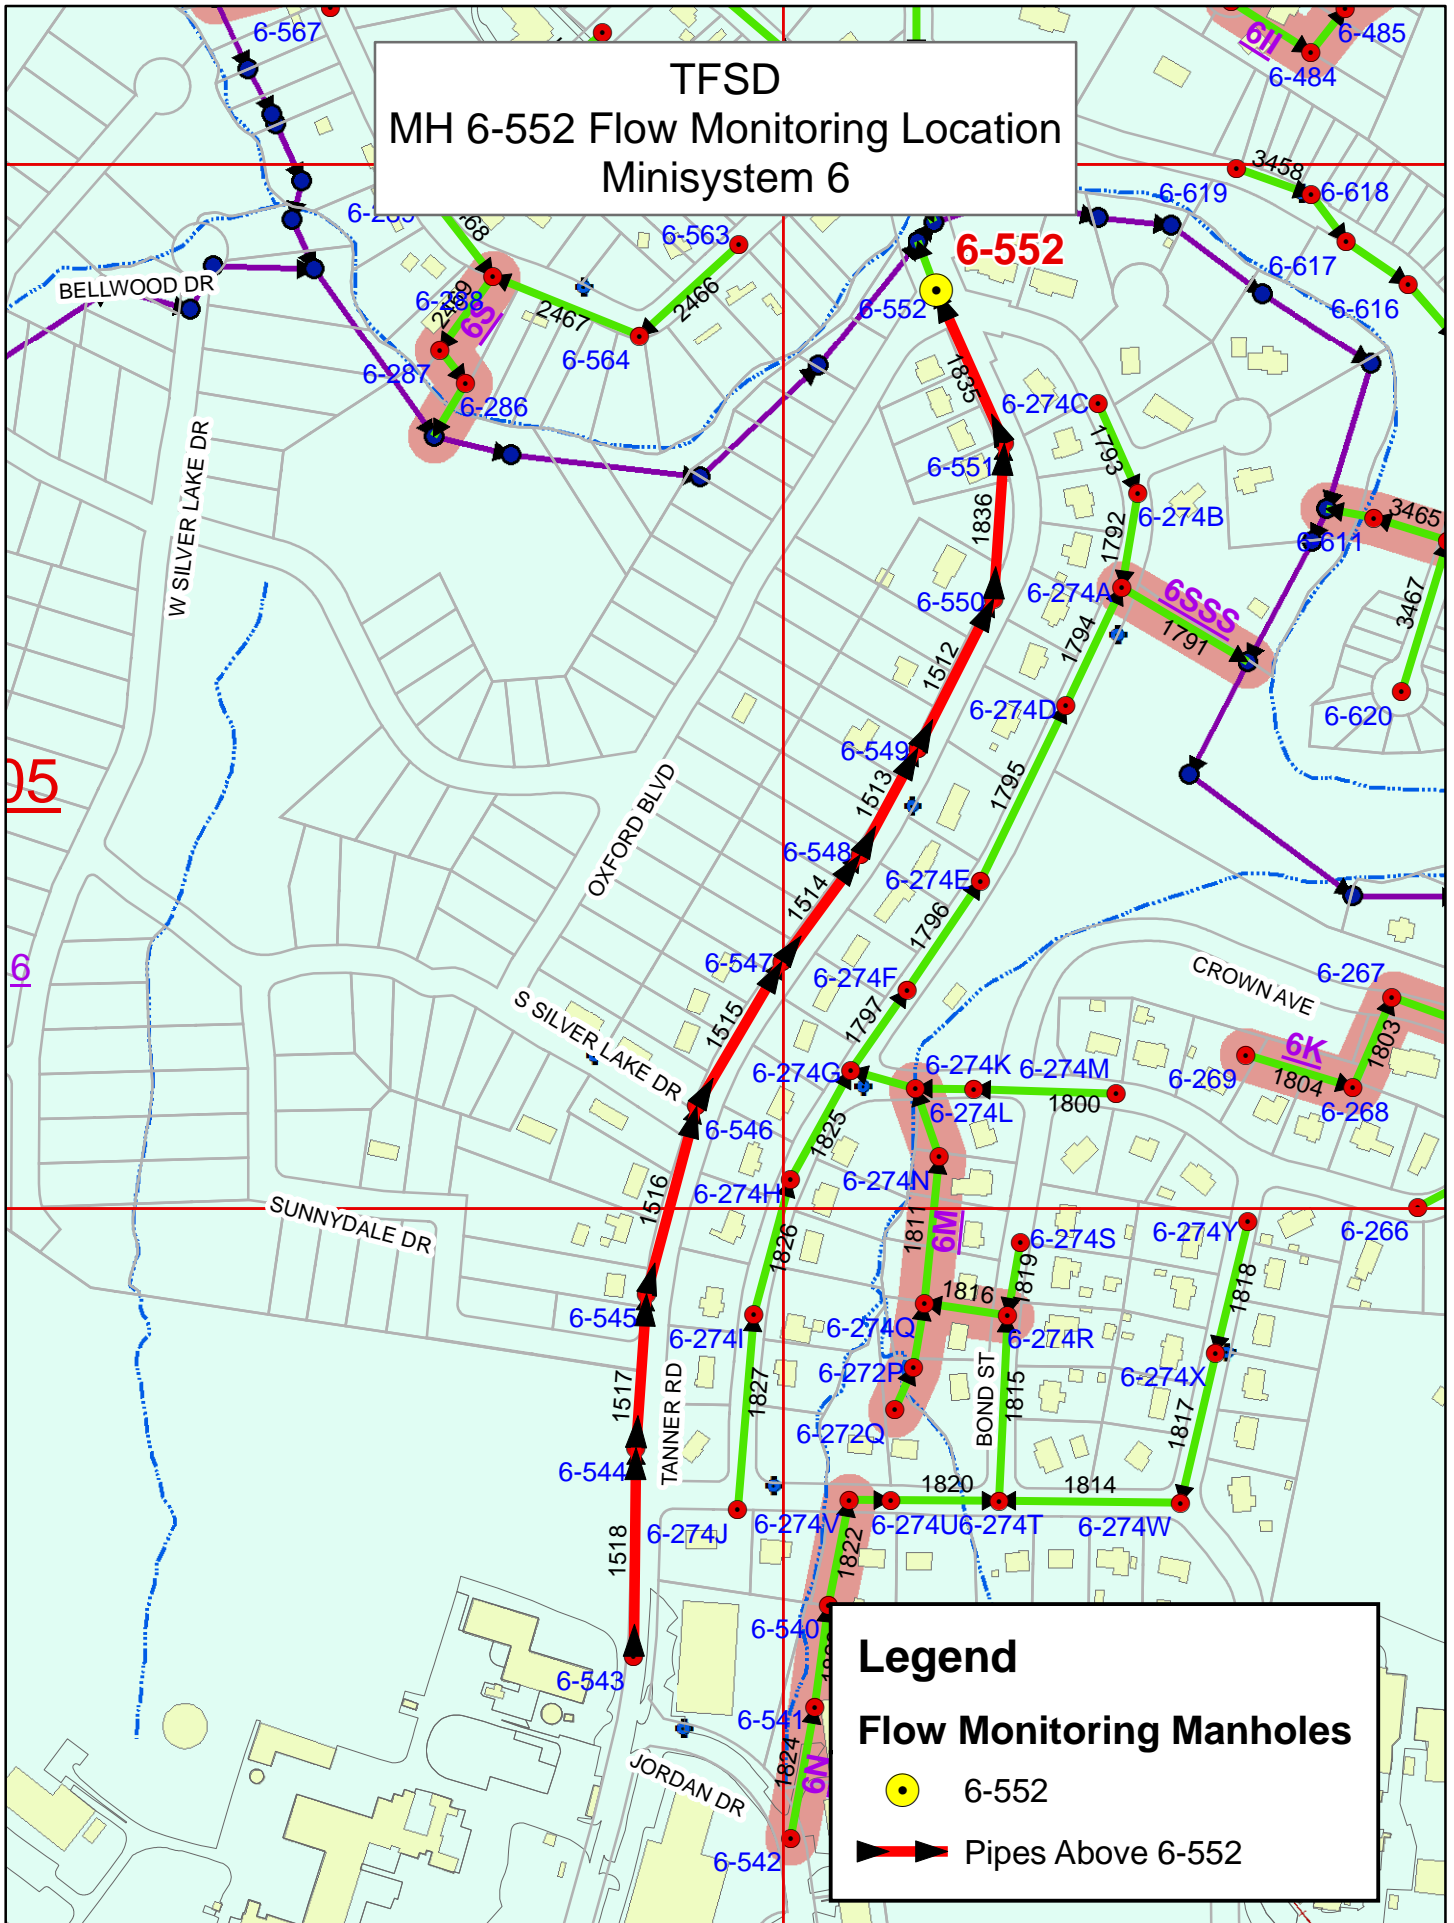 TFSD
MH 6-552 Flow Monitoring Location
Minisystem 6
6-567
6II
6-485
6-484
3458
6-619
6-618
6-617
6-616
6-563
6-552
6-552
BELLWOOD DR
2469
6-288
6S
2467
2466
6-564
6-287
6-286
1835
6-274C
1793
6-551
6-274B
1836
1792
3465
6-611
6-550
6-274A
6SSS
1791
3467
W SILVER LAKE DR
1794
1512
6-274D
6-620
6-549
05
1513
1795
OXFORD BLVD
6-548
6-274E
1514
1796
6
6-547
6-274F
CROWN AVE
6-267
S SILVER LAKE DR
1515
1797
6K
1803
6-274G
6-274K
6-274M
6-269
1804
6-268
6-274L
1800
6-546
1825
6-274N
6-274H
1516
1811
6M
SUNNYDALE DR
1826
6-274S
6-274Y
6-266
1819
1818
1816
6-545
6-274I
6-274Q
6-274R
6-272P
6-274X
1517
TANNER RD
1827
BOND ST
1815
1817
6-272Q
6-544
1820
1814
6-274J
6-274V
6-274U
6-274T
6-274W
1518
1822
6-540
6-543
6-541
1824
6N
JORDAN DR
6-542
Legend
Flow Monitoring Manholes
6-552
Pipes Above 6-552